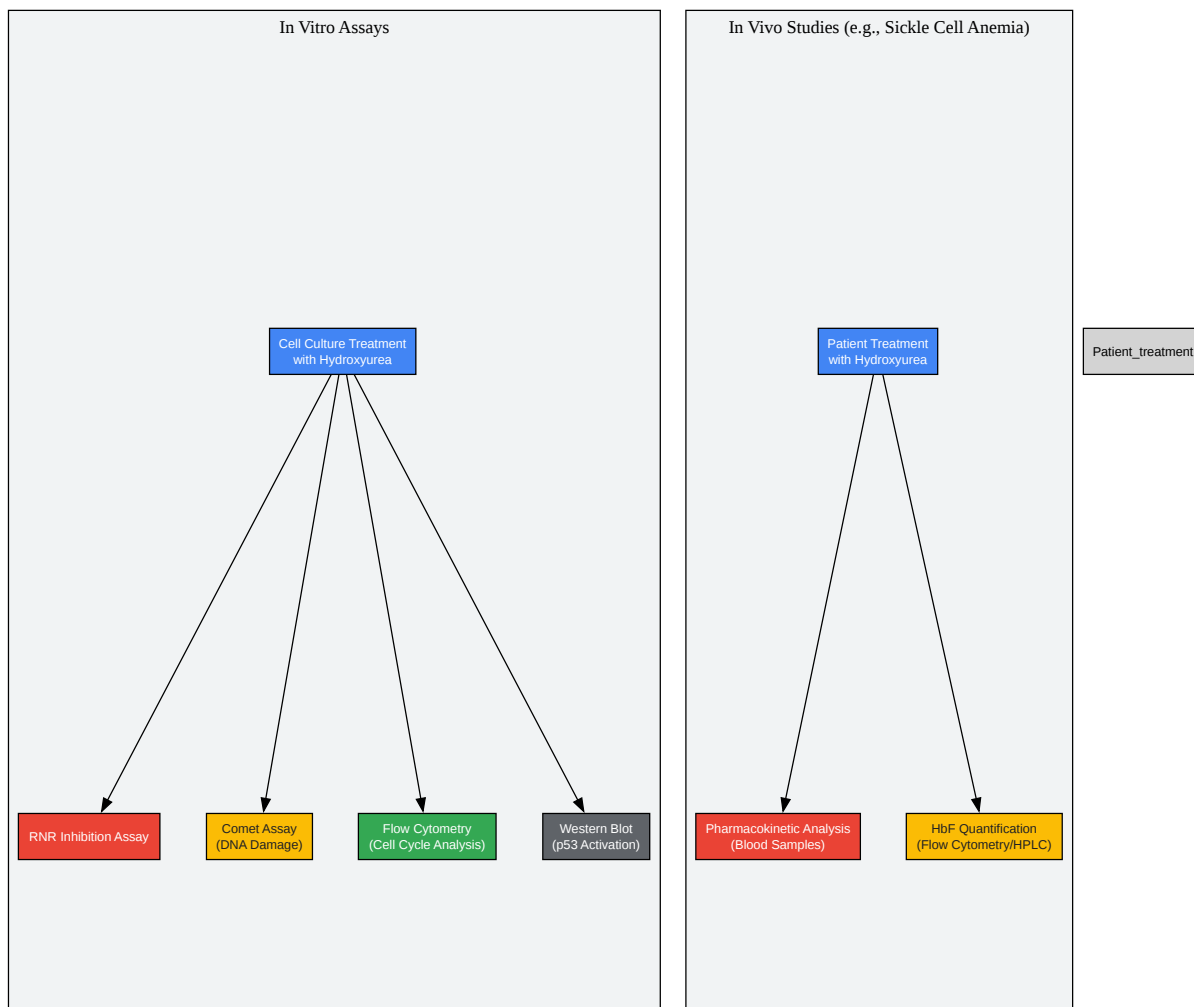 In Vitro Assays
In Vivo Studies (e.g., Sickle Cell Anemia)
Cell Culture Treatment
with Hydroxyurea
Patient Treatment
with Hydroxyurea
Patient_treatment
RNR Inhibition Assay
Comet Assay
(DNA Damage)
Flow Cytometry
(Cell Cycle Analysis)
Western Blot
(p53 Activation)
Pharmacokinetic Analysis
(Blood Samples)
HbF Quantification
(Flow Cytometry/HPLC)